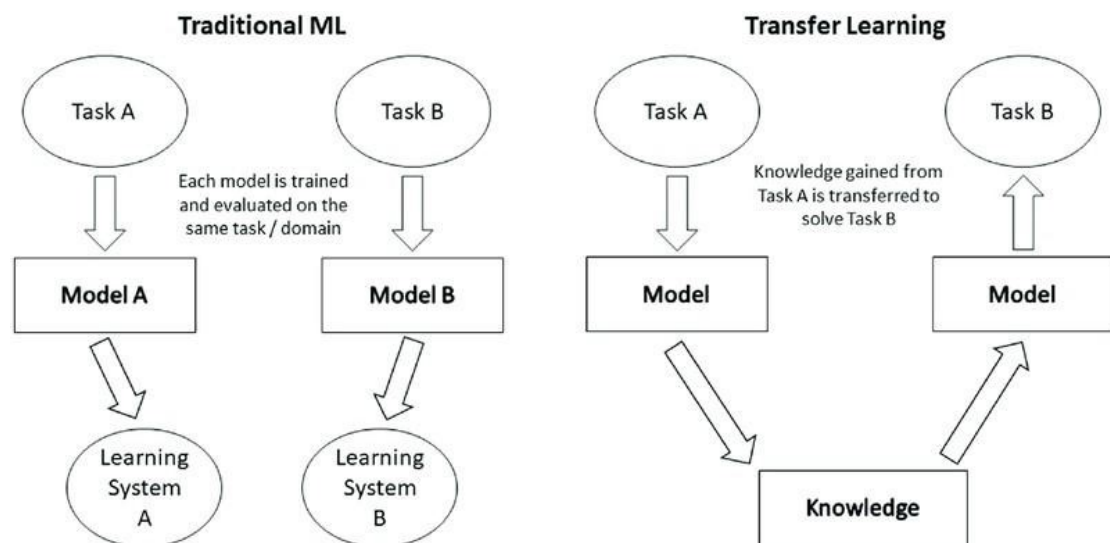 Traditional ML
Task A
Task B
Each model is trained
and evaluated on the
same task / domain
Model A
Model B
Learning
System
A
Learning
System
B
Transfer Learning
Task A
Task B
Knowledge gained from
Task A is transferred to
solve Task B
Model
Model
Knowledge